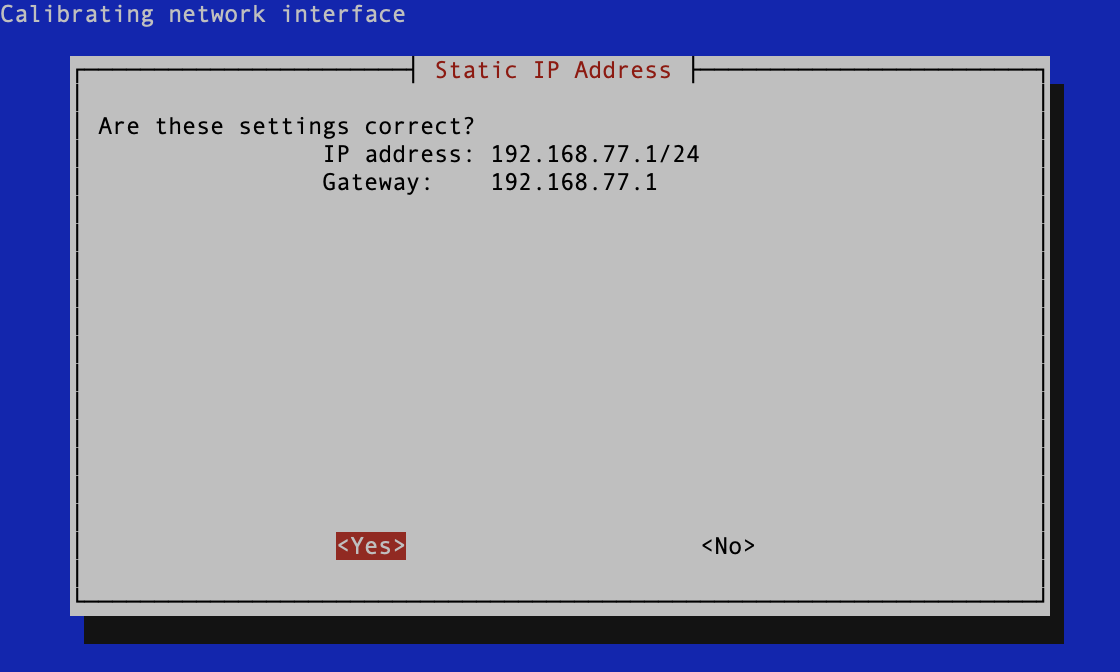 Calibrating network interface
Static IP Address
Are these settings correct?
IP address: 192.168.77.1/24
Gateway: 192.168.77.1
<Yes> <No>